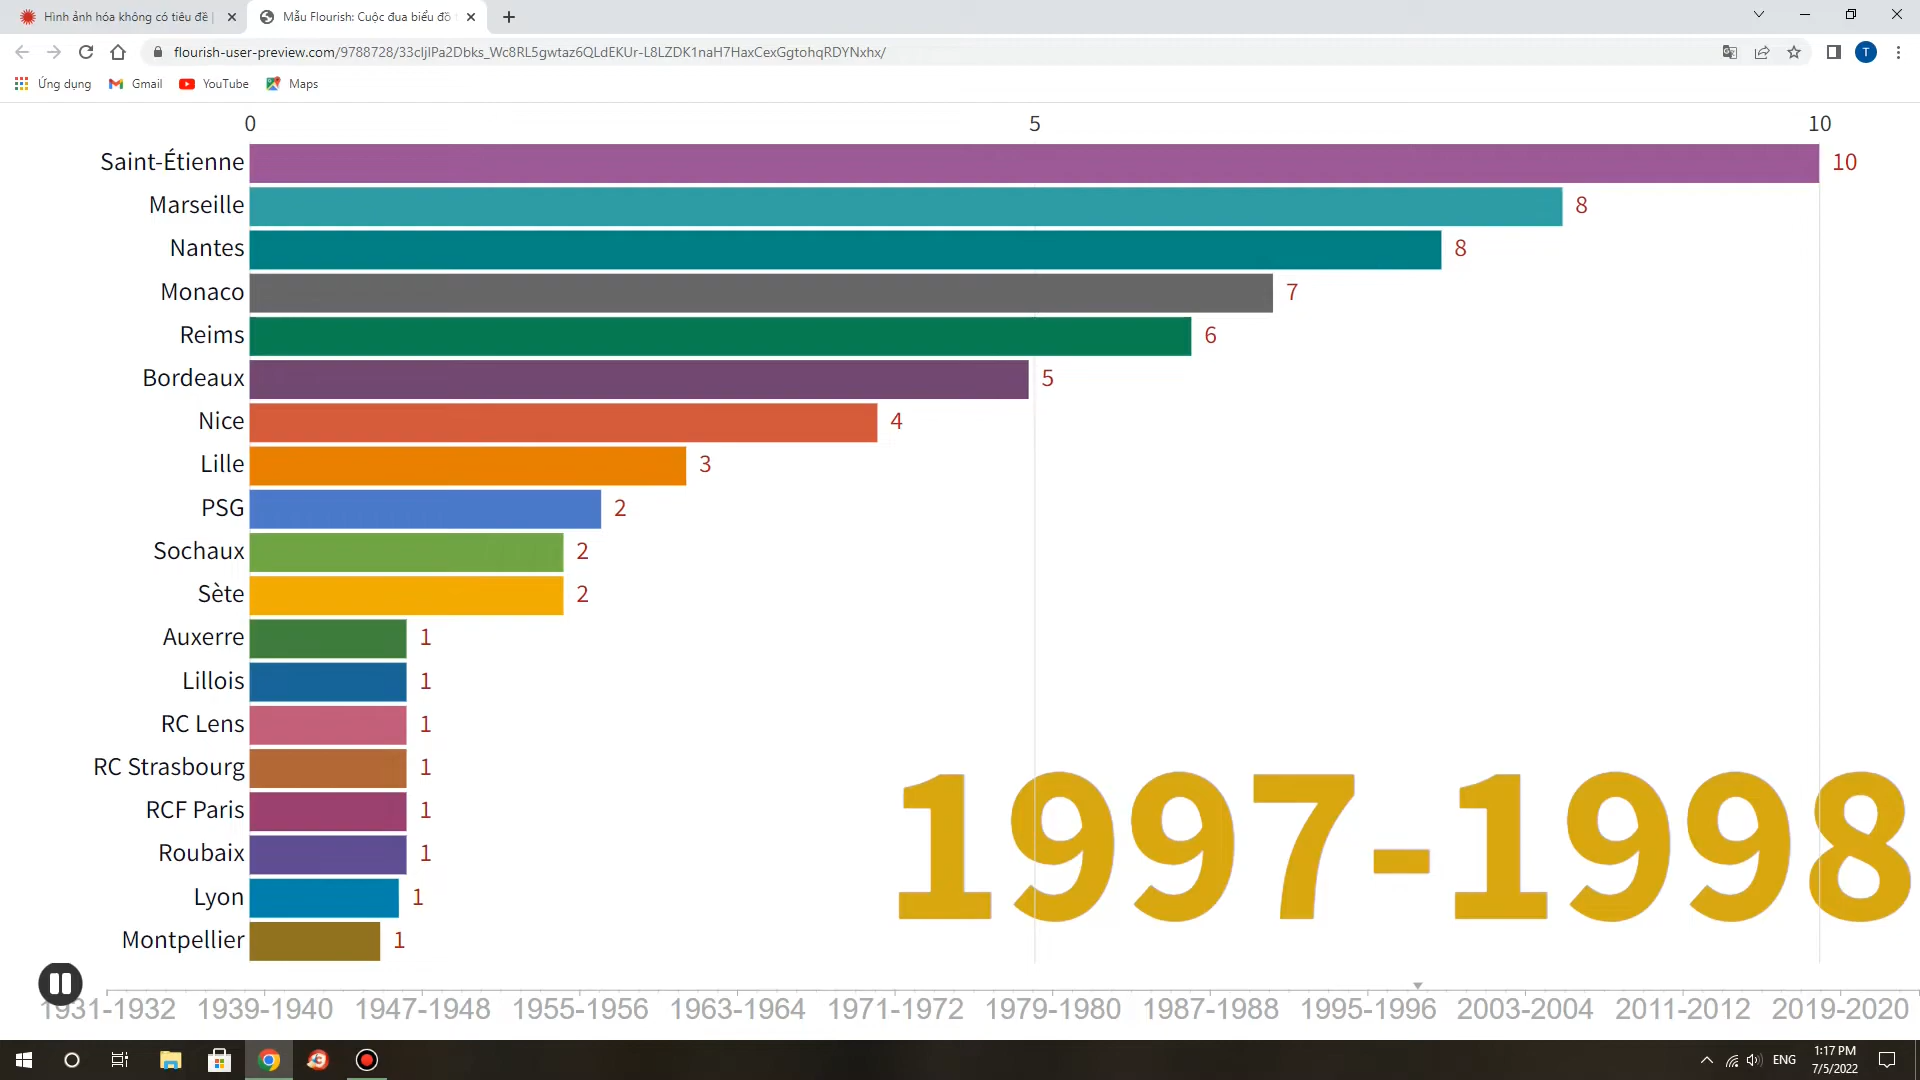 Hình ảnh hóa không có tiêu đề |
Mẫu Flourish: Cuộc đua biểu đồ
flourish-user-preview.com/9788728/33cljlPa2Dbks_Wc8RL5gwtaz6QLdEKUr-L8LZDK1naH7HaxCexGgtohqRDYNxhx/
T
Ứng dụng Gmail YouTube Maps
0 5 10
Saint-Étienne 10
Marseille 8
Nantes 8
Monaco 7
Reims 6
Bordeaux 5
Nice 4
Lille 3
PSG 2
Sochaux 2
Sète 2
Auxerre 1
Lillois 1
RC Lens 1
RC Strasbourg 1
RCF Paris 1
Roubaix 1
Lyon 1
Montpellier 1
1997-1998
1931-1932 1939-1940 1947-1948 1955-1956 1963-1964 1971-1972 1979-1980 1987-1988 1995-1996 2003-2004 2011-2012 2019-2020
ENG
1:17 PM
7/5/2022